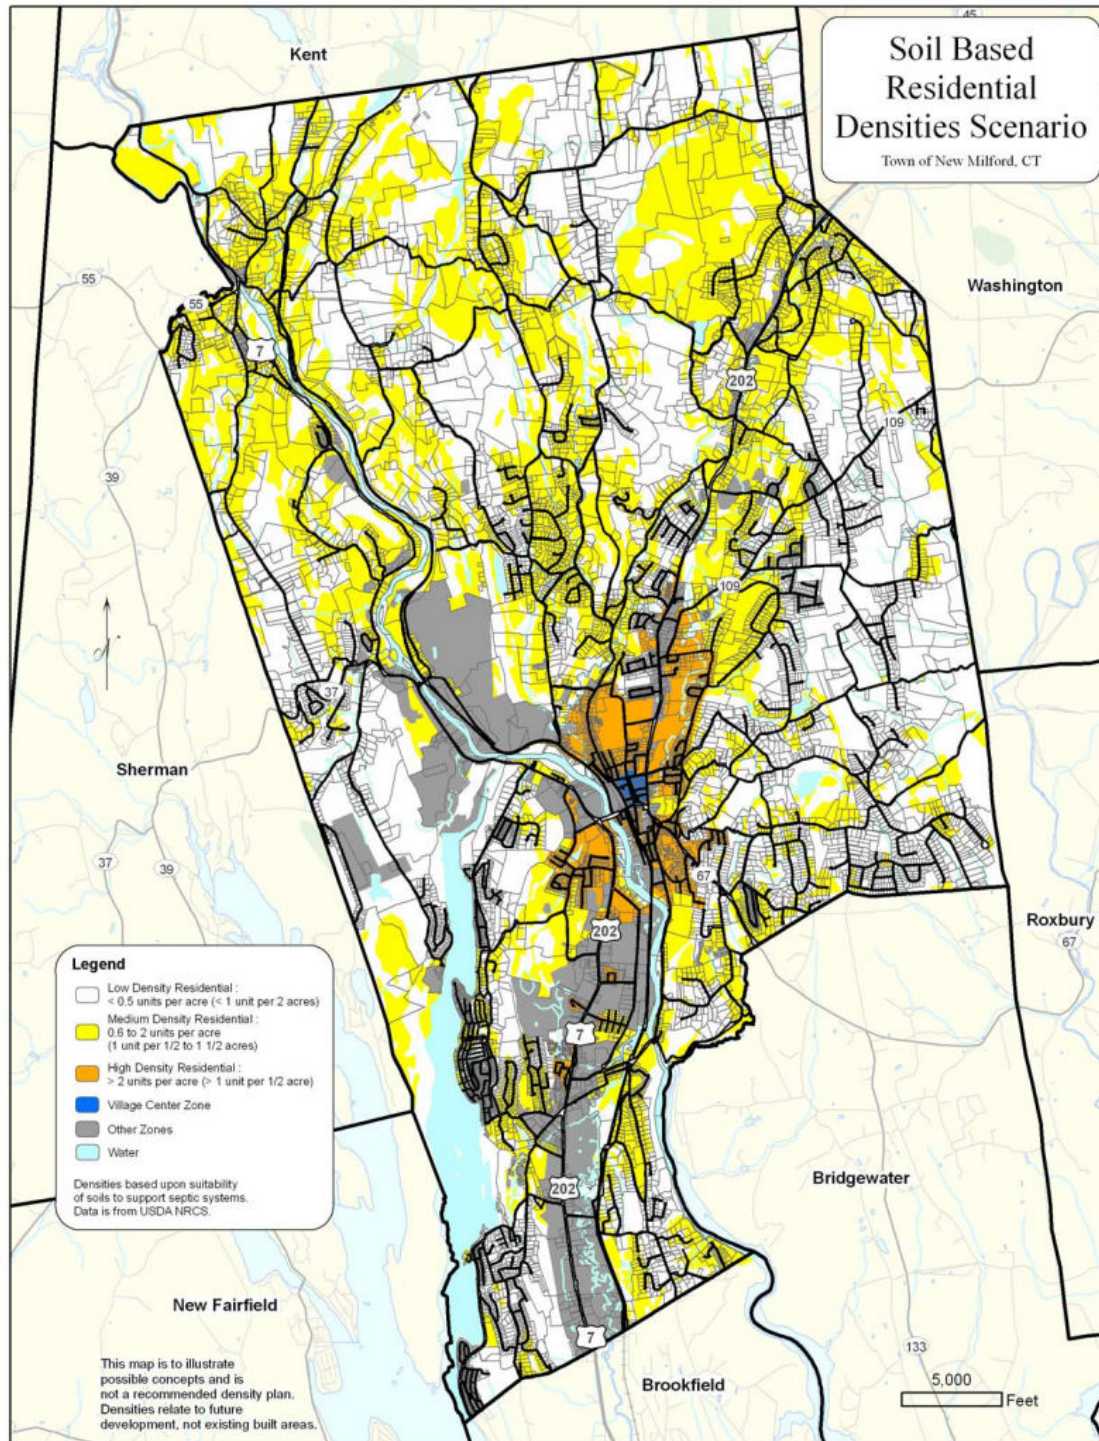 45
Kent
Soil Based
Residential
Densities Scenario
Town of New Milford, CT
55
55
7
Washington
202
109
39
109
37
Sherman
37
39
67
Roxbury
67
202
7
Legend
Low Density Residential :
< 0.5 units per acre (< 1 unit per 2 acres)
Medium Density Residential :
0.6 to 2 units per acre
(1 unit per 1/2 to 1 1/2 acres)
High Density Residential :
> 2 units per acre (> 1 unit per 1/2 acre)
Village Center Zone
Other Zones
Water
Densities based upon suitability
of soils to support septic systems.
Data is from USDA NRCS.
Bridgewater
202
New Fairfield
7
133
Brookfield
This map is to illustrate
possible concepts and is
not a recommended density plan.
Densities relate to future
development, not existing built areas.
5,000
Feet